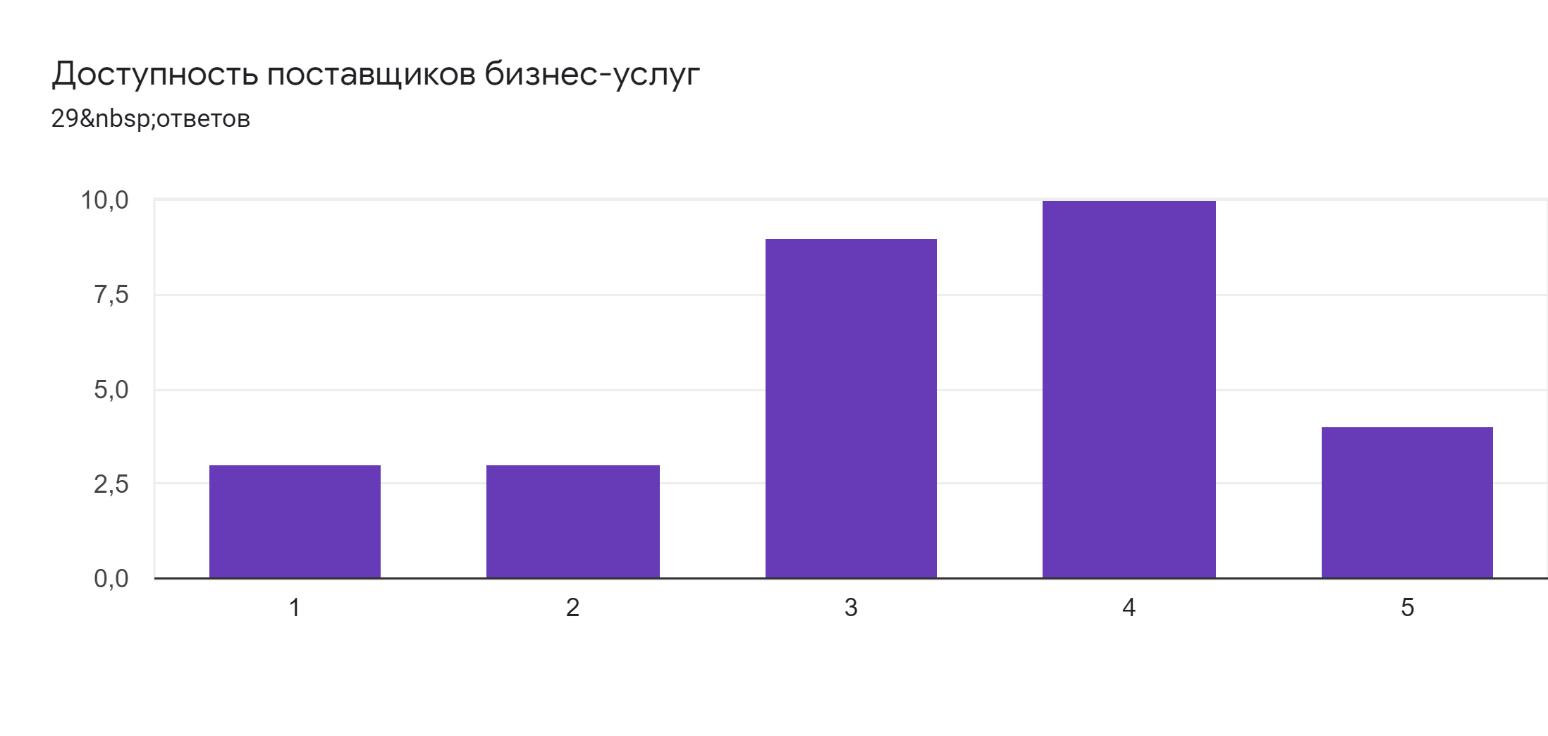 Доступность поставщиков бизнес-услуг
29&nbsp;ответов
10,0
7,5
5,0
2,5
0,0
1 2 3 4 5